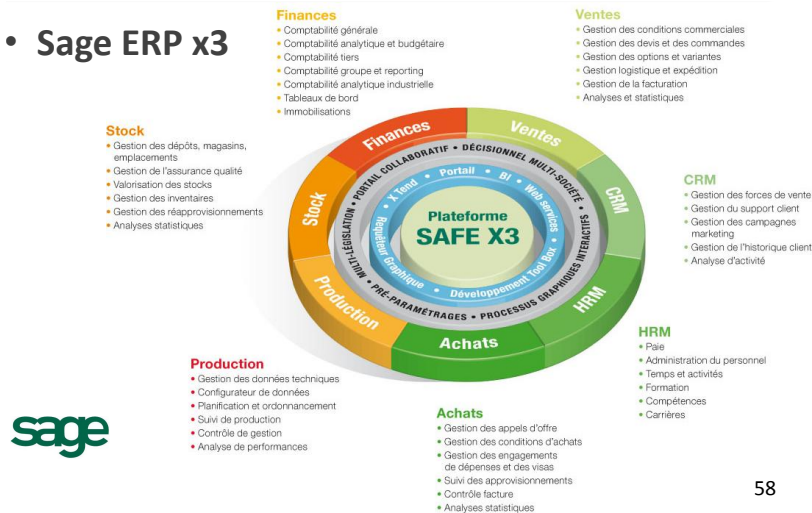 • Sage ERP x3
Finances
• Comptabilité générale
• Comptabilité analytique et budgétaire
• Comptabilité tiers
• Comptabilité groupe et reporting
• Comptabilité analytique industrielle
• Tableaux de bord
• Immobilisations
Ventes
• Gestion des conditions commerciales
• Gestion des devis et des commandes
• Gestion des options et variantes
• Gestion logistique et expédition
• Gestion de la facturation
• Analyses et statistiques
Stock
• Gestion des dépôts, magasins,
emplacements
• Gestion de l'assurance qualité
• Valorisation des stocks
• Gestion des inventaires
• Gestion des réapprovisionnements
• Analyses statistiques
CRM
• Gestion des forces de vente
• Gestion du support client
• Gestion des campagnes
marketing
• Gestion de l'historique client
• Analyse d'activité
Finances
Ventes
CRM
HRM
Achats
Production
Stock
MULTI-LÉGISLATION • PORTAIL COLLABORATIF • DÉCISIONNEL MULTI-SOCIÉTÉ •
PRÉ-PARAMÉTRAGES • PROCESSUS GRAPHIQUES INTERACTIFS •
X Tend • Portail • BI • Web services •
Requêteur Graphique • Développement Tool Box •
Plateforme
SAFE X3
HRM
• Paie
• Administration du personnel
• Temps et activités
• Formation
• Compétences
• Carrières
Production
• Gestion des données techniques
• Configurateur de données
• Planification et ordonnancement
• Suivi de production
• Contrôle de gestion
• Analyse de performances
Achats
• Gestion des appels d'offre
• Gestion des conditions d'achats
• Gestion des engagements
de dépenses et des visas
• Suivi des approvisionnements
• Contrôle facture
• Analyses statistiques
sage
58